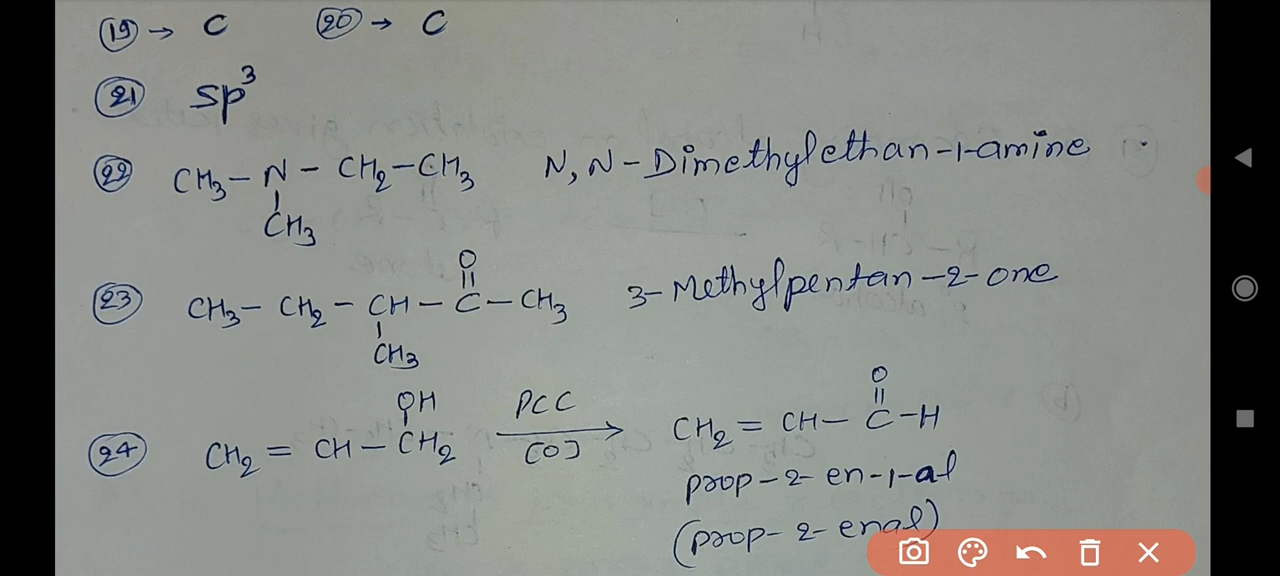 19 → C 20 → C
21 sp³
22 CH₃ – N – CH₂ – CH₃ N,N-Dimethylethan-1-amine
CH₃
O
23 CH₃ – CH₂ – CH – C – CH₃ 3-Methylpentan-2-one
CH₃
OH PCC O
24 CH₂ = CH – CH₂ [O] CH₂ = CH – C – H
prop-2-en-1-al
(prop-2-enal)